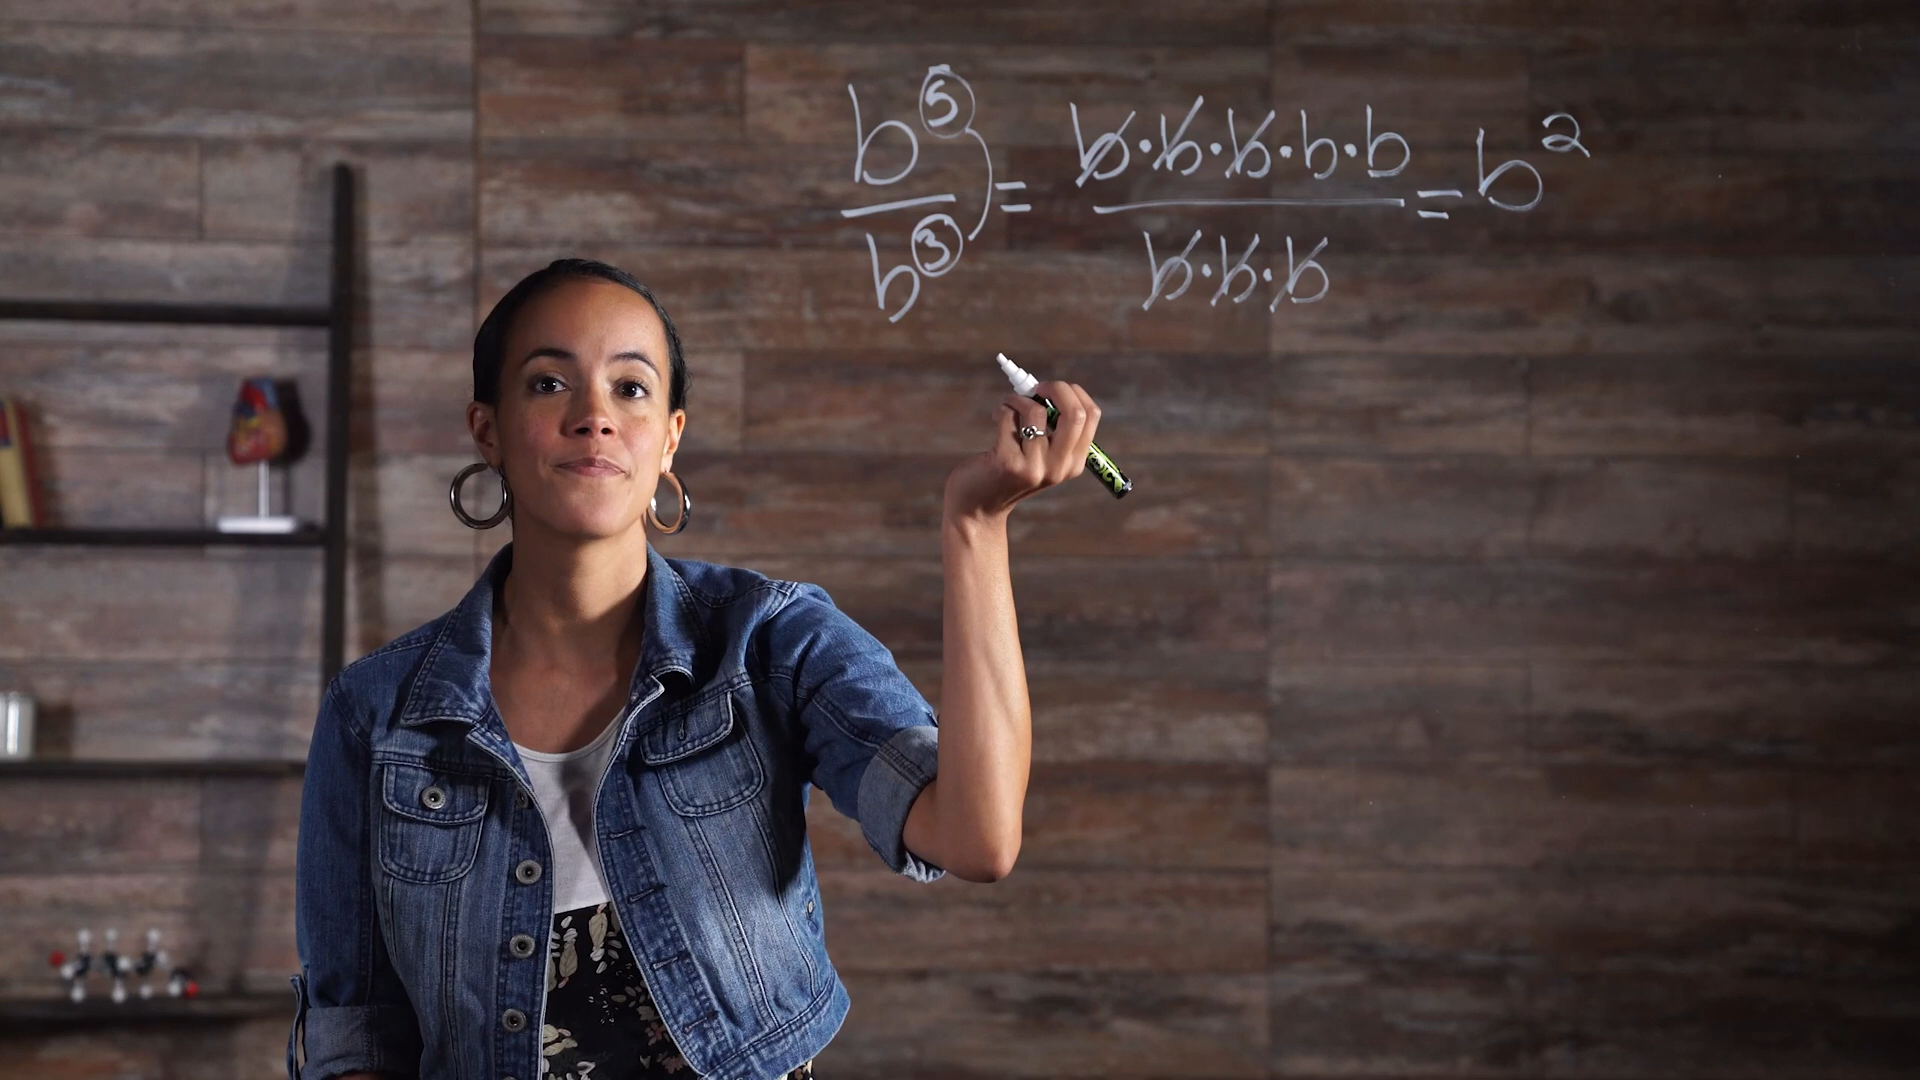 b⁵/b³ = b·b·b·b·b/b·b·b = b²